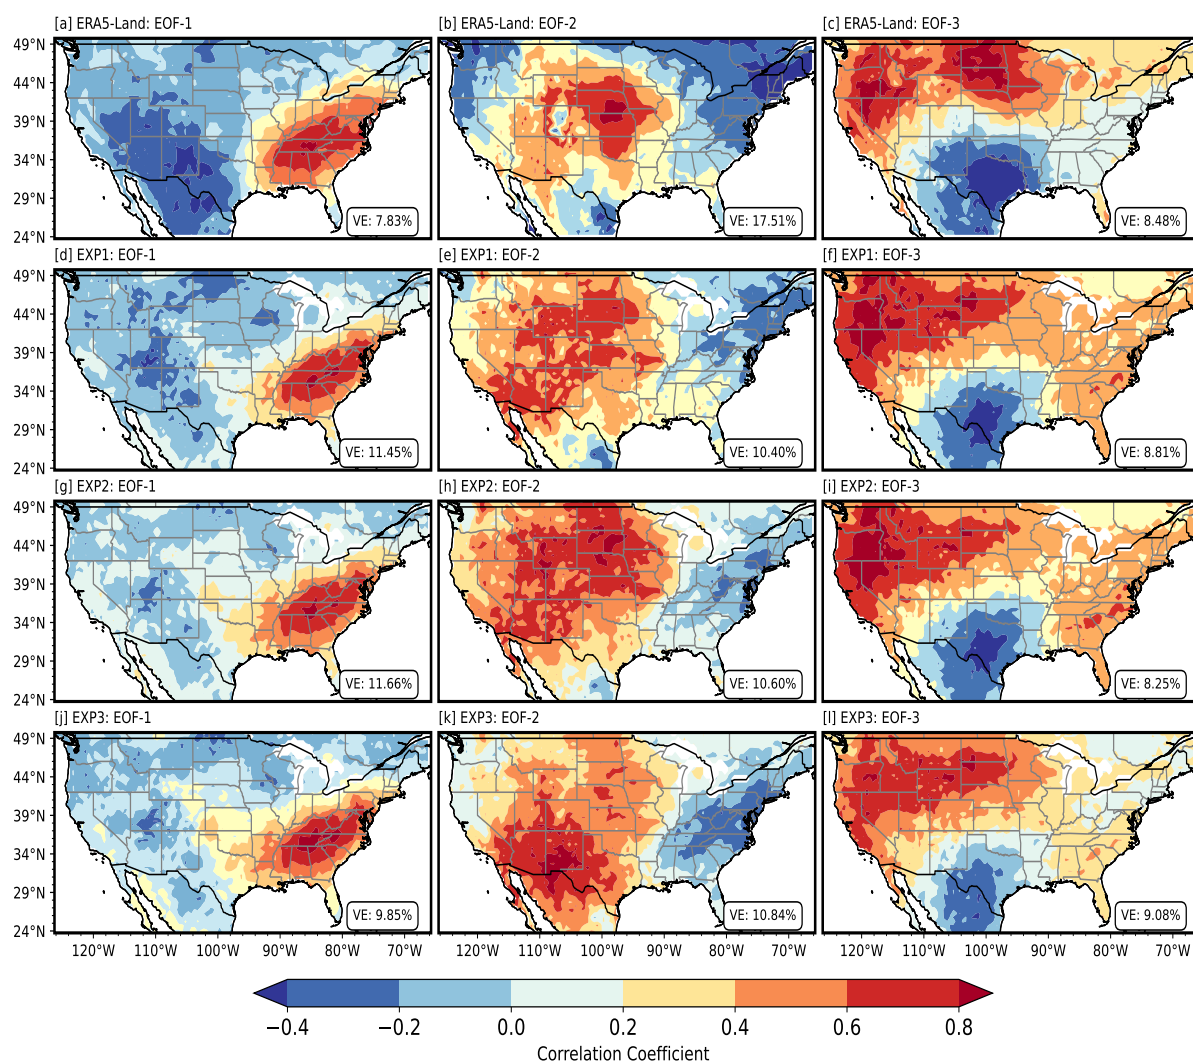 [a] ERA5-Land: EOF-1
[b] ERA5-Land: EOF-2
[c] ERA5-Land: EOF-3
49°N
44°N
39°N
34°N
29°N
24°N
VE: 7.83%
VE: 17.51%
VE: 8.48%
[d] EXP1: EOF-1
[e] EXP1: EOF-2
[f] EXP1: EOF-3
49°N
44°N
39°N
34°N
29°N
24°N
VE: 11.45%
VE: 10.40%
VE: 8.81%
[g] EXP2: EOF-1
[h] EXP2: EOF-2
[i] EXP2: EOF-3
49°N
44°N
39°N
34°N
29°N
24°N
VE: 11.66%
VE: 10.60%
VE: 8.25%
[j] EXP3: EOF-1
[k] EXP3: EOF-2
[l] EXP3: EOF-3
49°N
44°N
39°N
34°N
29°N
24°N
VE: 9.85%
VE: 10.84%
VE: 9.08%
120°W 110°W 100°W 90°W 80°W 70°W
120°W 110°W 100°W 90°W 80°W 70°W
120°W 110°W 100°W 90°W 80°W 70°W
−0.4 −0.2 0.0 0.2 0.4 0.6 0.8
Correlation Coefficient